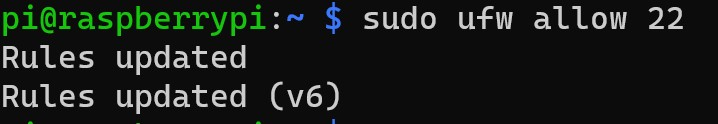 pi@raspberrypi:~ $ sudo ufw allow 22
Rules updated
Rules updated (v6)